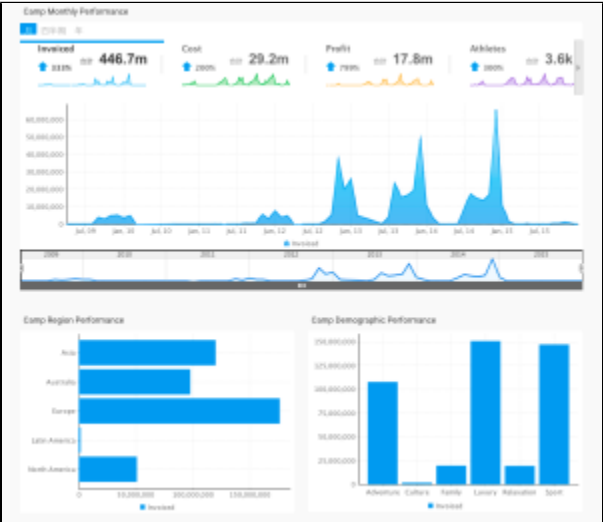 Camp Monthly Performance
年
Invoiced
446.7m
333%
Cost
29.2m
200%
Profit
17.8m
799%
Athletes
3.6k
300%
60,000,000
50,000,000
40,000,000
30,000,000
20,000,000
10,000,000
0
Jul, 09 Jan, 10 Jul, 10 Jan, 11 Jul, 11 Jan, 12 Jul, 12 Jan, 13 Jul, 13 Jan, 14 Jul, 14 Jan, 15 Jul, 15
Invoiced
2009 2010 2011 2012 2013 2014 2015
Camp Region Performance
Asia
Australia
Europe
Latin America
North America
0 50,000,000 100,000,000 150,000,000
Invoiced
Camp Demographic Performance
150,000,000
125,000,000
100,000,000
75,000,000
50,000,000
25,000,000
Adventure Culture Family Luxury Relaxation Sport
Invoiced